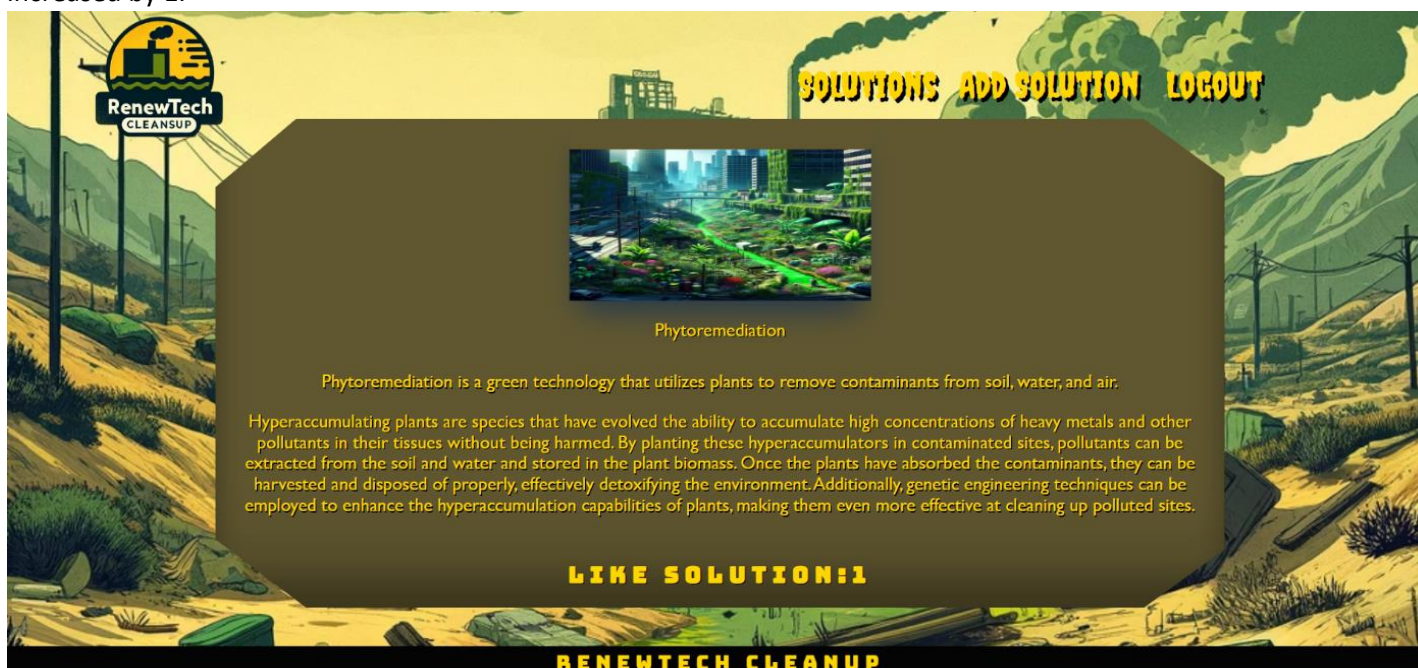 increased by 1.
RenewTech
CLEANSUP
SOLUTIONS ADD SOLUTION LOGOUT
Phytoremediation
Phytoremediation is a green technology that utilizes plants to remove contaminants from soil, water, and air.
Hyperaccumulating plants are species that have evolved the ability to accumulate high concentrations of heavy metals and other
pollutants in their tissues without being harmed. By planting these hyperaccumulators in contaminated sites, pollutants can be
extracted from the soil and water and stored in the plant biomass. Once the plants have absorbed the contaminants, they can be
harvested and disposed of properly, effectively detoxifying the environment. Additionally, genetic engineering techniques can be
employed to enhance the hyperaccumulation capabilities of plants, making them even more effective at cleaning up polluted sites.
LIKE SOLUTION:1
RENEWTECH CLEANUP